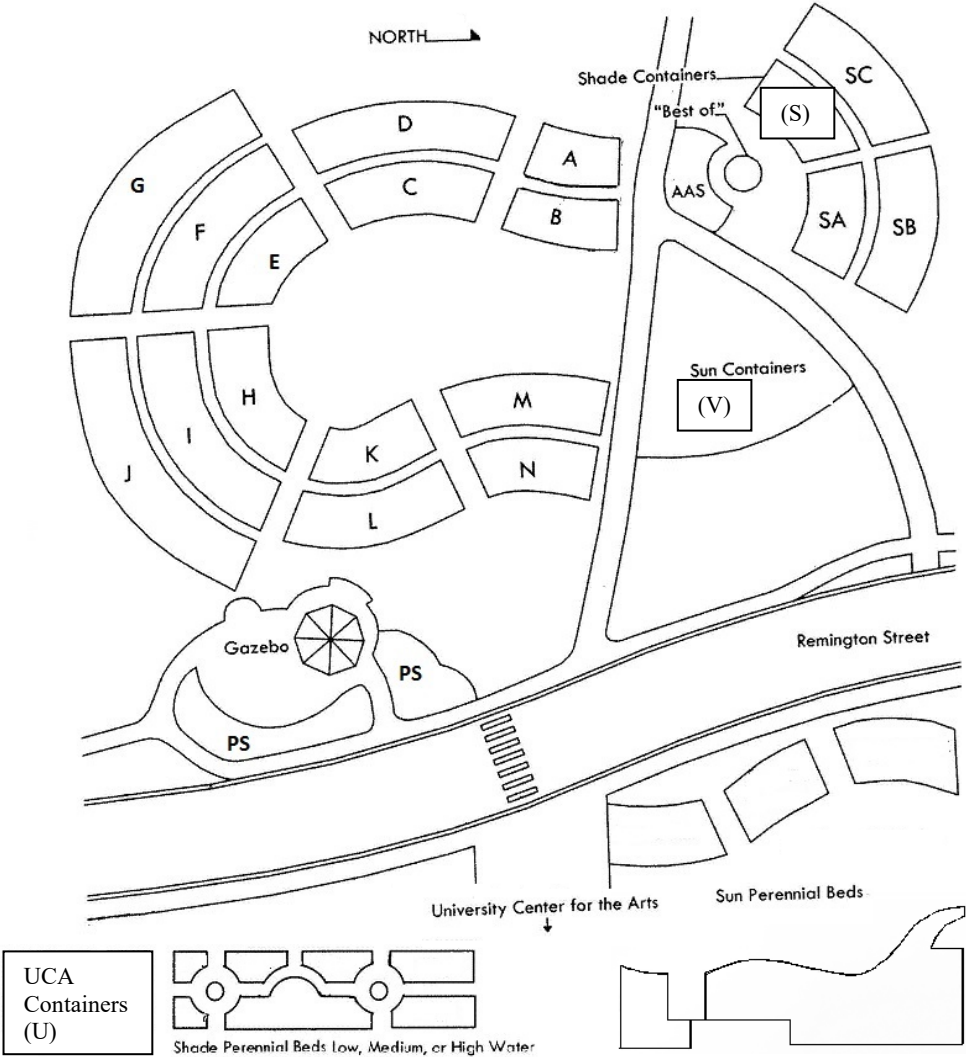 NORTH
Shade Containers
SC
(S)
"Best of"
D
A
G
C
AAS
B
SA
SB
F
E
Sun Containers
(V)
M
H
I
K
N
J
L
Remington Street
Gazebo
PS
PS
Sun Perennial Beds
University Center for the Arts
UCA
Containers
(U)
Shade Perennial Beds Low, Medium, or High Water